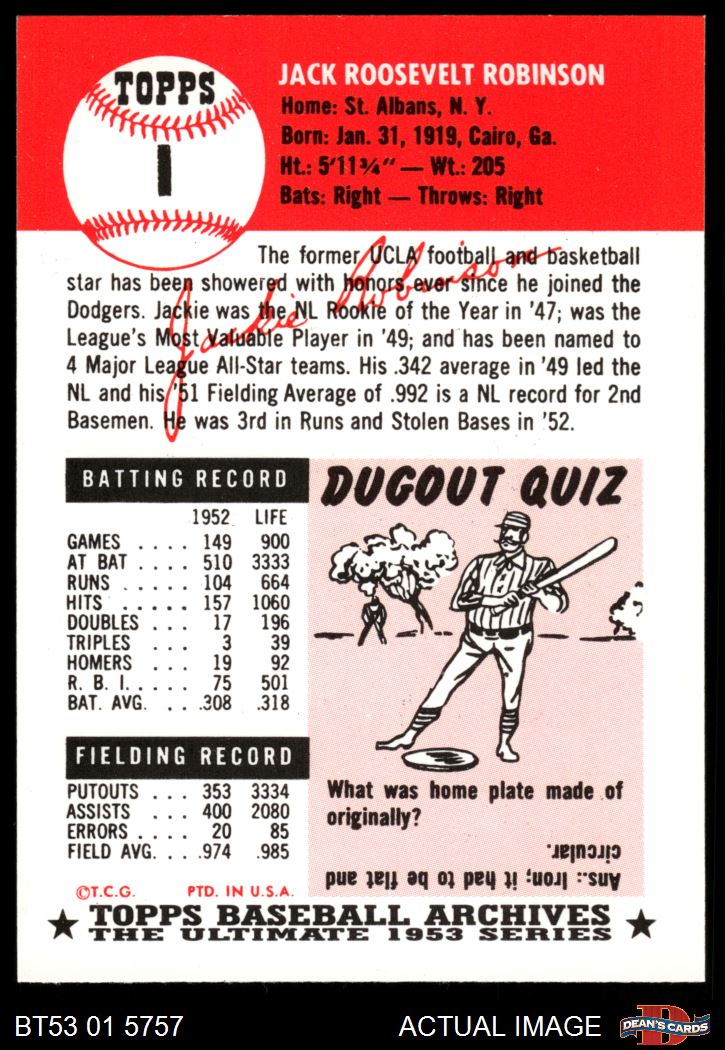 TOPPS
1
JACK ROOSEVELT ROBINSON
Home: St. Albans, N. Y.
Born: Jan. 31, 1919, Cairo, Ga.
Ht.: 5'11¾" — Wt.: 205
Bats: Right — Throws: Right
The former UCLA football and basketball
star has been showered with honors ever since he joined the
Dodgers. Jackie was the NL Rookie of the Year in '47; was the
League's Most Valuable Player in '49; and has been named to
4 Major League All-Star teams. His .342 average in '49 led the
NL and his '51 Fielding Average of .992 is a NL record for 2nd
Basemen. He was 3rd in Runs and Stolen Bases in '52.
Jackie Robinson
BATTING RECORD
1952 LIFE
GAMES .... 149 900
AT BAT .... 510 3333
RUNS ..... 104 664
HITS ..... 157 1060
DOUBLES .. 17 196
TRIPLES ... 3 39
HOMERS ... 19 92
R. B. I. .... 75 501
BAT. AVG. ... .308 .318
FIELDING RECORD
PUTOUTS ... 353 3334
ASSISTS .... 400 2080
ERRORS .... 20 85
FIELD AVG. ... .974 .985
©T.C.G. PTD. IN U.S.A.
DUGOUT QUIZ
What was home plate made of
originally?
Ans.: Iron; it had to be flat and
circular.
★ TOPPS BASEBALL ARCHIVES ★
THE ULTIMATE 1953 SERIES
BT53 01 5757
ACTUAL IMAGE
D
DEAN'S CARDS